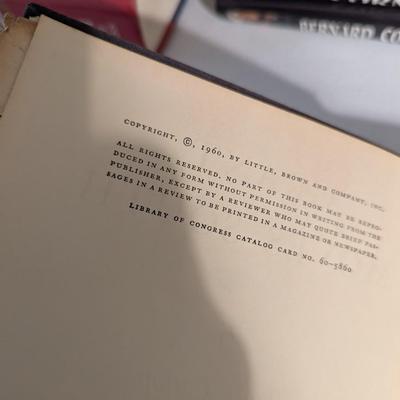 BERNARD CO
COPYRIGHT, ©, 1960, BY LITTLE, BROWN AND COMPANY, INC.
ALL RIGHTS RESERVED. NO PART OF THIS BOOK MAY BE REPRO-
DUCED IN ANY FORM WITHOUT PERMISSION IN WRITING FROM THE
PUBLISHER, EXCEPT BY A REVIEWER WHO MAY QUOTE BRIEF PAS-
SAGES IN A REVIEW TO BE PRINTED IN A MAGAZINE OR NEWSPAPER.
LIBRARY OF CONGRESS CATALOG CARD NO. 60-5860